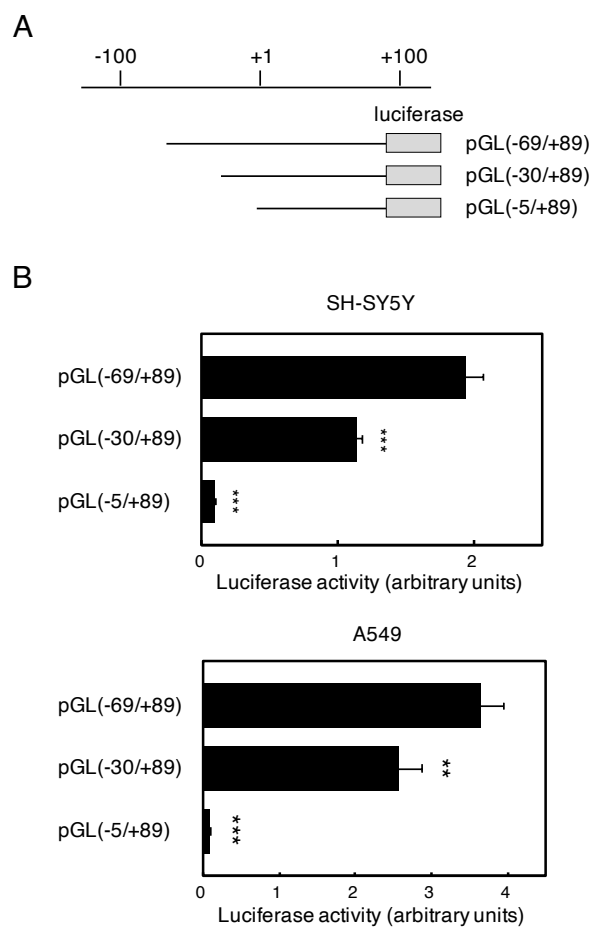 A
-100 +1 +100
luciferase
pGL(-69/+89)
pGL(-30/+89)
pGL(-5/+89)
B
SH-SY5Y
pGL(-69/+89)
pGL(-30/+89)
***
pGL(-5/+89)
***
0 1 2
Luciferase activity (arbitrary units)
A549
pGL(-69/+89)
pGL(-30/+89)
**
pGL(-5/+89)
***
0 1 2 3 4
Luciferase activity (arbitrary units)